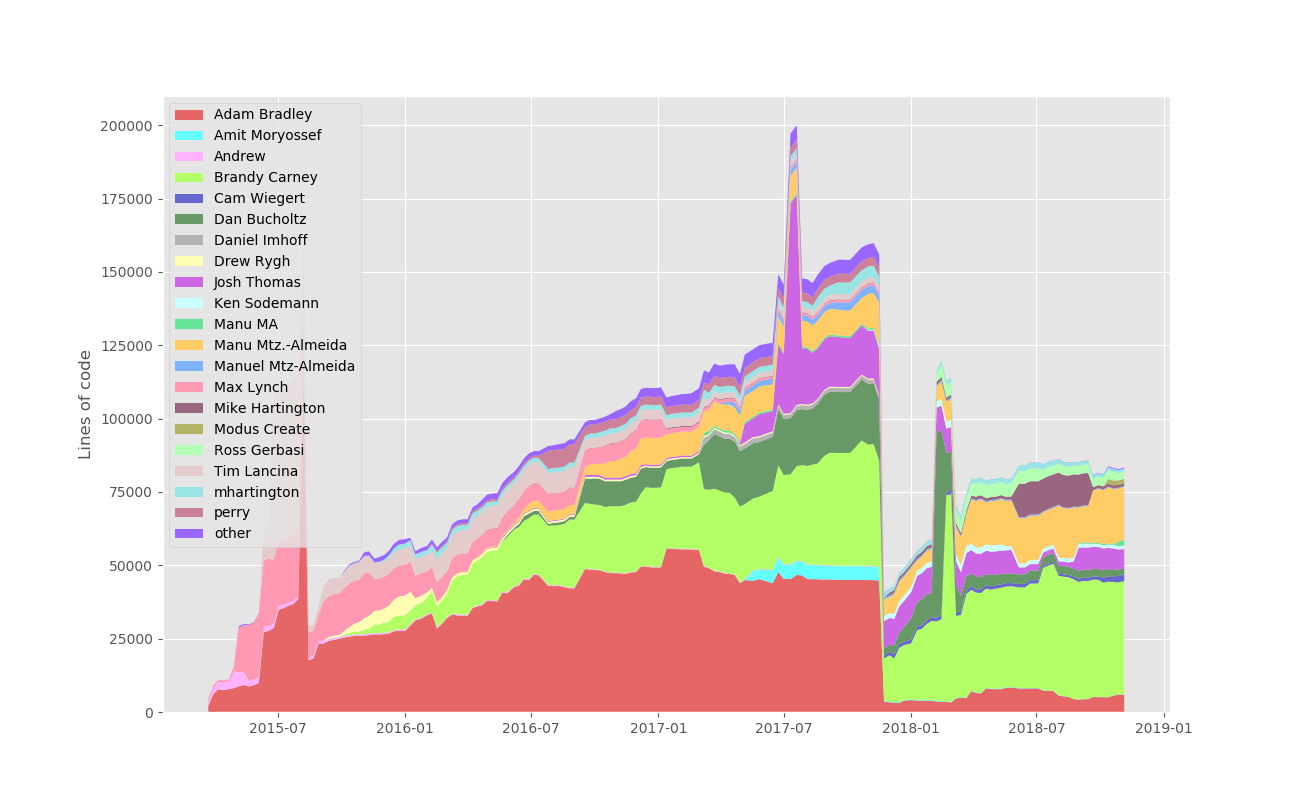 200000
175000
150000
125000
100000
75000
50000
25000
0
Lines of code
Adam Bradley
Amit Moryossef
Andrew
Brandy Carney
Cam Wiegert
Dan Bucholtz
Daniel Imhoff
Drew Rygh
Josh Thomas
Ken Sodemann
Manu MA
Manu Mtz.-Almeida
Manuel Mtz-Almeida
Max Lynch
Mike Hartington
Modus Create
Ross Gerbasi
Tim Lancina
mhartington
perry
other
2015-07 2016-01 2016-07 2017-01 2017-07 2018-01 2018-07 2019-01